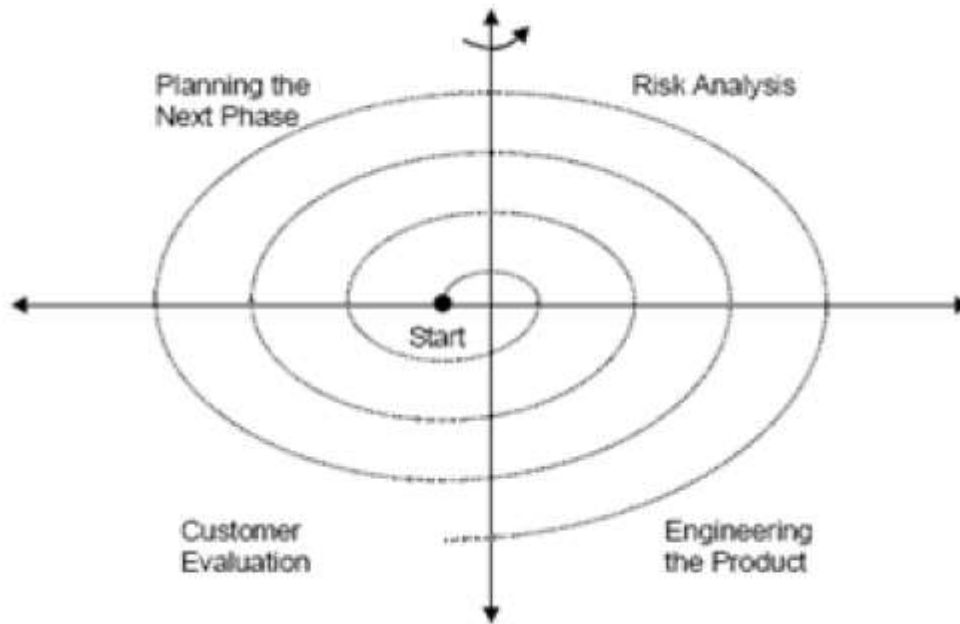 Planning the
Next Phase
Risk Analysis
Start
Customer
Evaluation
Engineering
the Product